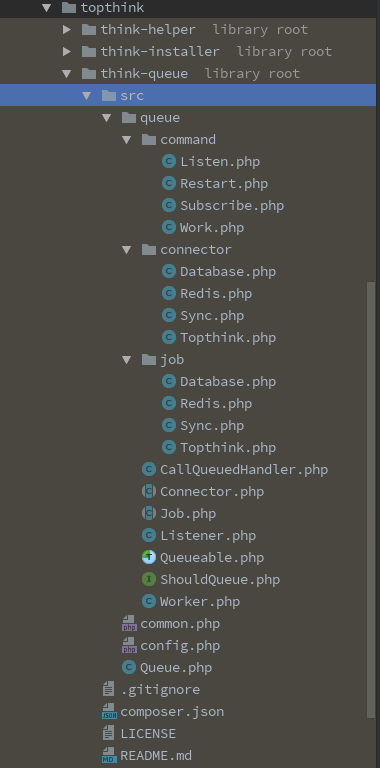 topthink
think-helper library root
think-installer library root
think-queue library root
src
queue
command
Listen.php
Restart.php
Subscribe.php
Work.php
connector
Database.php
Redis.php
Sync.php
Topthink.php
job
Database.php
Redis.php
Sync.php
Topthink.php
CallQueuedHandler.php
Connector.php
Job.php
Listener.php
Queueable.php
ShouldQueue.php
Worker.php
common.php
config.php
Queue.php
.gitignore
composer.json
LICENSE
README.md